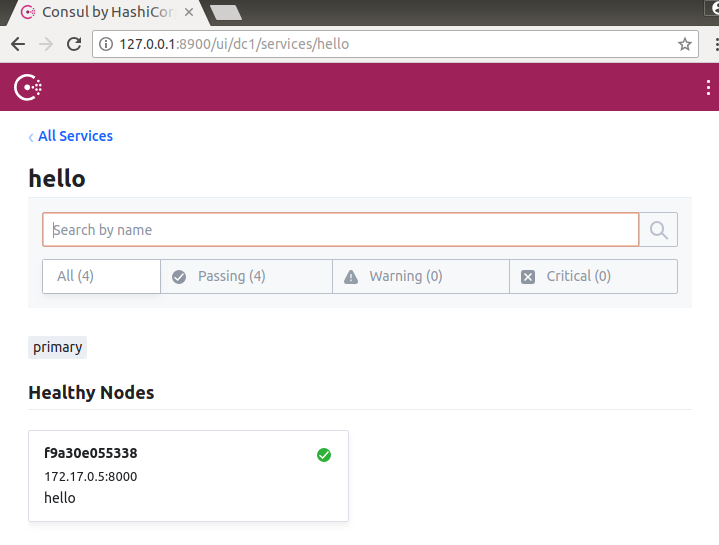 Consul by HashiCor
127.0.0.1:8900/ui/dc1/services/hello
All Services
hello
Search by name
All (4) Passing (4) Warning (0) Critical (0)
primary
Healthy Nodes
f9a30e055338
172.17.0.5:8000
hello